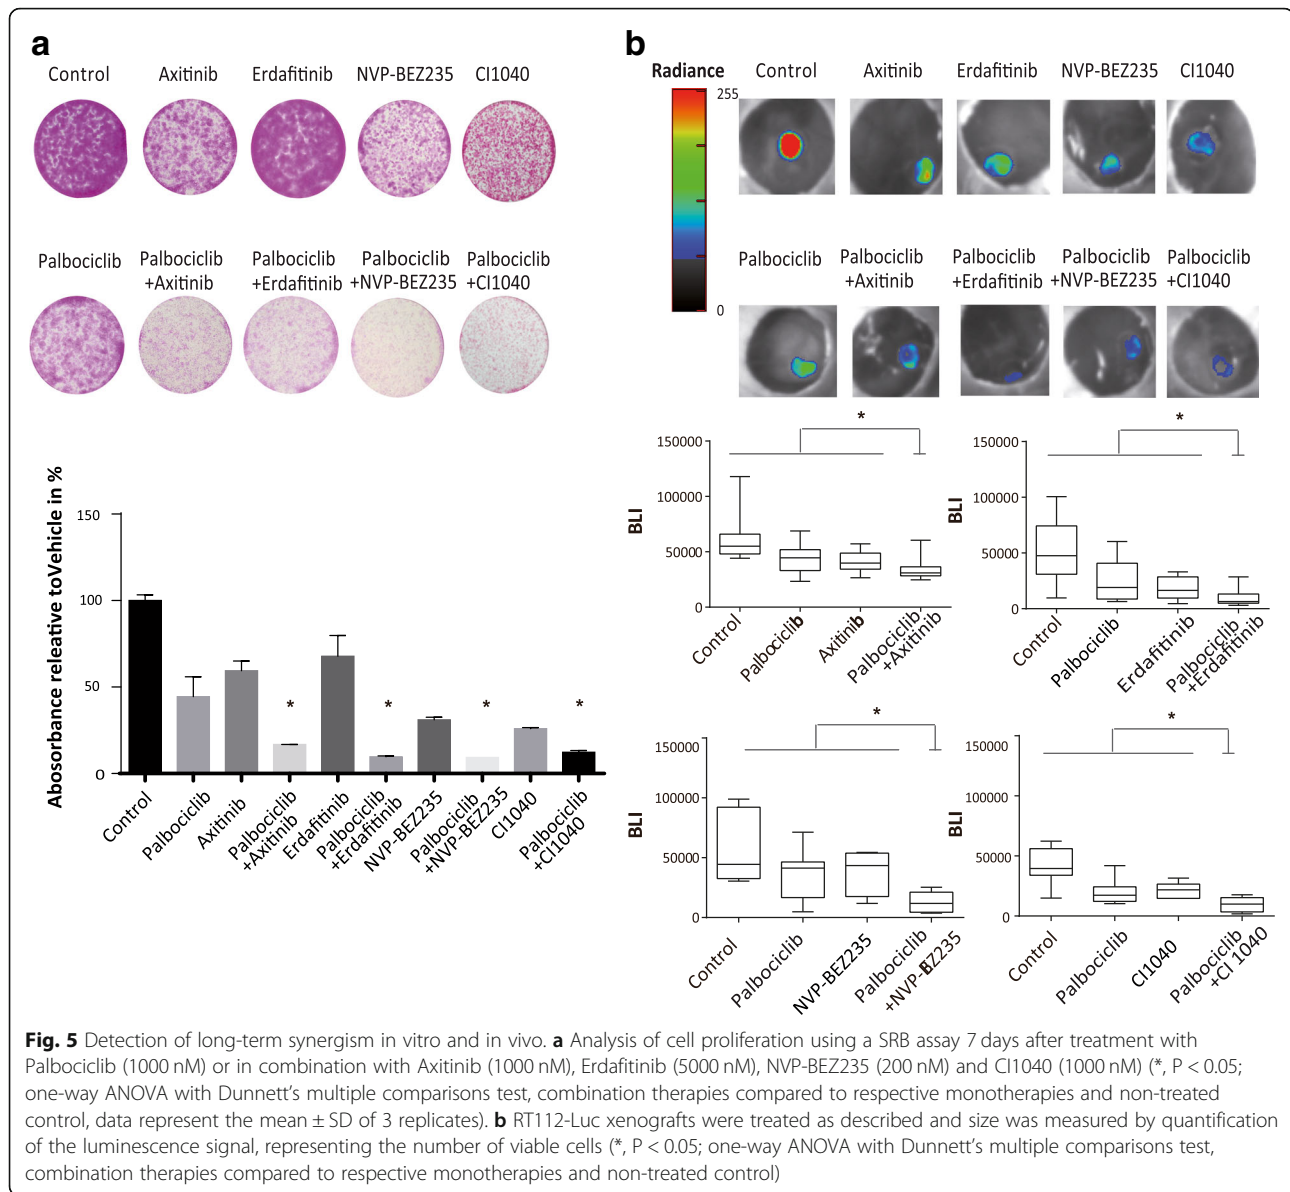 a
Control Axitinib Erdafitinib NVP-BEZ235 CI1040
Palbociclib Palbociclib +Axitinib Palbociclib +Erdafitinib Palbociclib +NVP-BEZ235 Palbociclib +CI1040
Abosorbance releative toVehicle in %
150
100
50
0
Control Palbociclib Axitinib Palbociclib +Axitinib Erdafitinib Palbociclib +Erdafitinib NVP-BEZ235 Palbociclib +NVP-BEZ235 CI1040 Palbociclib +CI1040
* * * *
b
Radiance
255
0
Control Axitinib Erdafitinib NVP-BEZ235 CI1040
Palbociclib Palbociclib +Axitinib Palbociclib +Erdafitinib Palbociclib +NVP-BEZ235 Palbociclib +CI1040
*
BLI
150000
100000
50000
0
Control Palbociclib Axitinib Palbociclib +Axitinib
*
BLI
150000
100000
50000
0
Control Palbociclib Erdafitinib Palbociclib +Erdafitinib
*
BLI
150000
100000
50000
0
Control Palbociclib NVP-BEZ235 Palbociclib +NVP-BEZ235
*
BLI
150000
100000
50000
0
Control Palbociclib CI1040 Palbociclib +CI 1040
Fig. 5 Detection of long-term synergism in vitro and in vivo. a Analysis of cell proliferation using a SRB assay 7 days after treatment with
Palbociclib (1000 nM) or in combination with Axitinib (1000 nM), Erdafitinib (5000 nM), NVP-BEZ235 (200 nM) and CI1040 (1000 nM) (*, P < 0.05;
one-way ANOVA with Dunnett's multiple comparisons test, combination therapies compared to respective monotherapies and non-treated
control, data represent the mean ± SD of 3 replicates). b RT112-Luc xenografts were treated as described and size was measured by quantification
of the luminescence signal, representing the number of viable cells (*, P < 0.05; one-way ANOVA with Dunnett's multiple comparisons test,
combination therapies compared to respective monotherapies and non-treated control)